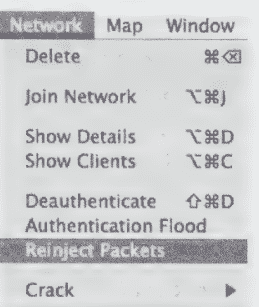 Network Map Window
Delete ⌘⌫
Join Network ⌥⌘J
Show Details ⌥⌘D
Show Clients ⌥⌘C
Deauthenticate ⇧⌘D
Authentication Flood
Reinject Packets
Crack ▶